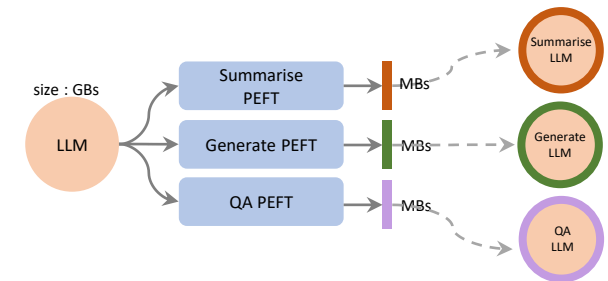 size : GBs
LLM
Summarise
PEFT
Generate PEFT
QA PEFT
MBs
MBs
MBs
Summarise
LLM
Generate
LLM
QA
LLM